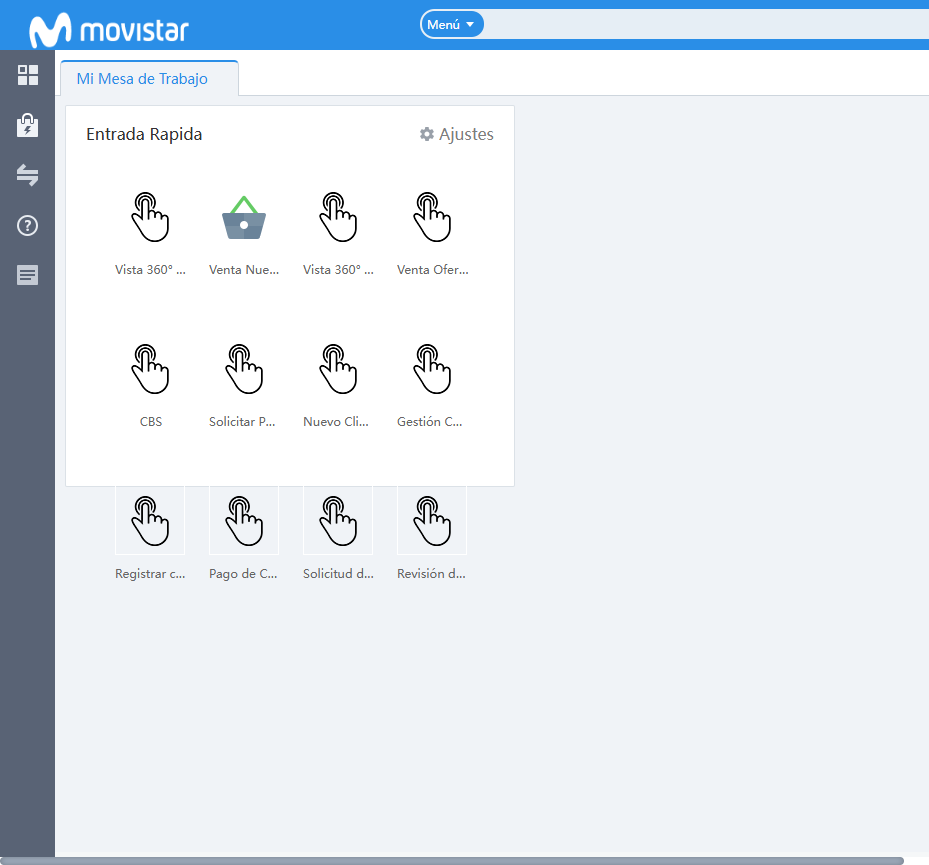 movistar
Menú
Mi Mesa de Trabajo
Entrada Rapida
Ajustes
Vista 360° ...
Venta Nue...
Vista 360° ...
Venta Ofer...
CBS
Solicitar P...
Nuevo Cli...
Gestión C...
Registrar c...
Pago de C...
Solicitud d...
Revisión d...